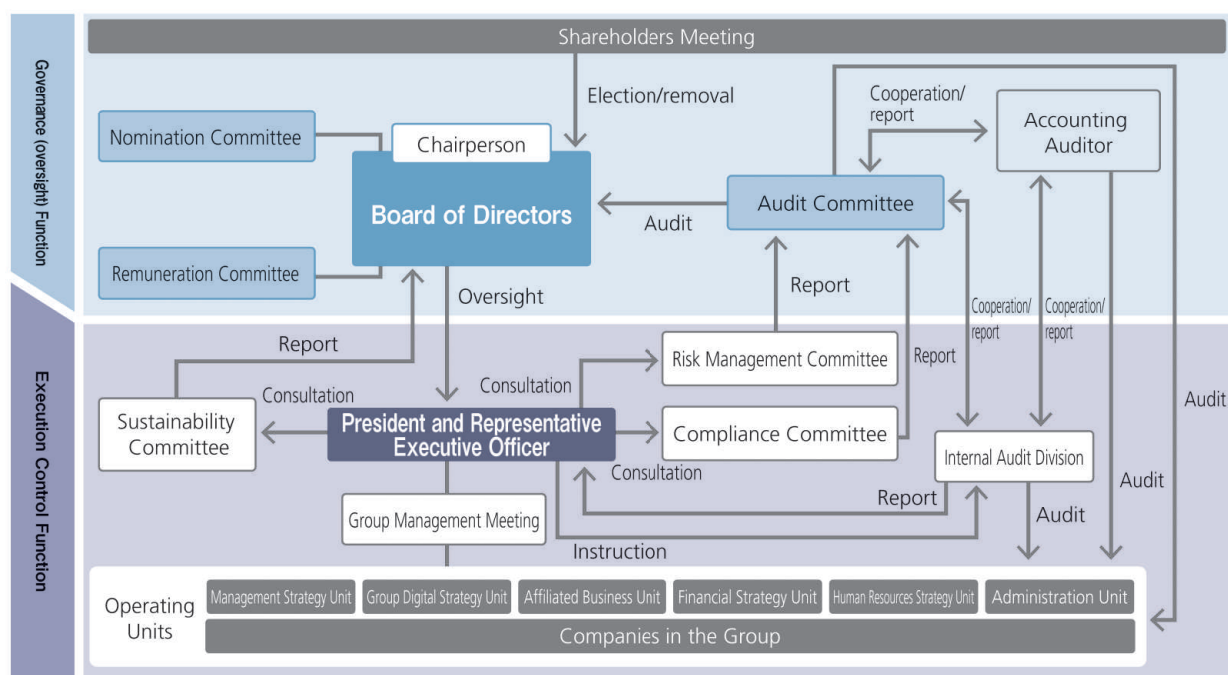 Governance (oversight) Function
Execution Control Function
Shareholders Meeting
Election/removal
Nomination Committee
Chairperson
Board of Directors
Remuneration Committee
Audit
Audit Committee
Cooperation/
report
Accounting
Auditor
Oversight
Report
Cooperation/
report
Cooperation/
report
Report
Consultation
Sustainability
Committee
President and Representative
Executive Officer
Consultation
Risk Management Committee
Compliance Committee
Consultation
Report
Internal Audit Division
Audit
Group Management Meeting
Report
Instruction
Audit
Audit
Operating
Units
Management Strategy Unit
Group Digital Strategy Unit
Affiliated Business Unit
Financial Strategy Unit
Human Resources Strategy Unit
Administration Unit
Companies in the Group